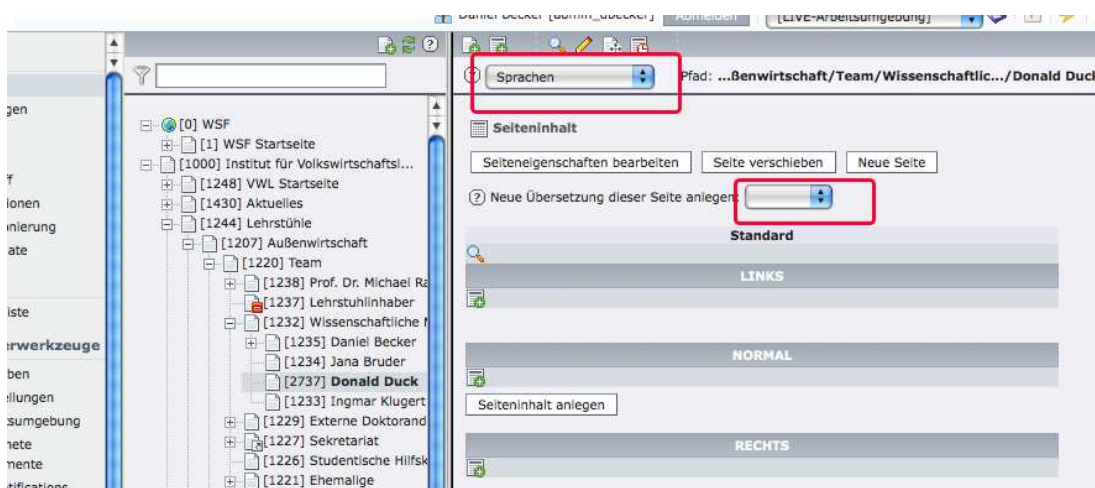 Daniel Becker [admin_dbecker] Abmelden [LIVE-Arbeitsumgebung]
Sprachen
Pfad: ...ßenwirtschaft/Team/Wissenschaftlic.../Donald Duck
gen
ionen
onierung
ate
iste
erwerkzeuge
ben
ellungen
tsumgebung
nete
mente
[0] WSF
[1] WSF Startseite
[1000] Institut für Volkswirtschaftsl...
[1248] VWL Startseite
[1430] Aktuelles
[1244] Lehrstühle
[1207] Außenwirtschaft
[1220] Team
[1238] Prof. Dr. Michael Ra
[1237] Lehrstuhlinhaber
[1232] Wissenschaftliche M
[1235] Daniel Becker
[1234] Jana Bruder
[2737] Donald Duck
[1233] Ingmar Klugert
[1229] Externe Doktorand
[1227] Sekretariat
[1226] Studentische Hilfsk
[1221] Ehemalige
Seiteninhalt
Seiteneigenschaften bearbeiten Seite verschieben Neue Seite
Neue Übersetzung dieser Seite anlegen:
Standard
LINKS
NORMAL
Seiteninhalt anlegen
RECHTS